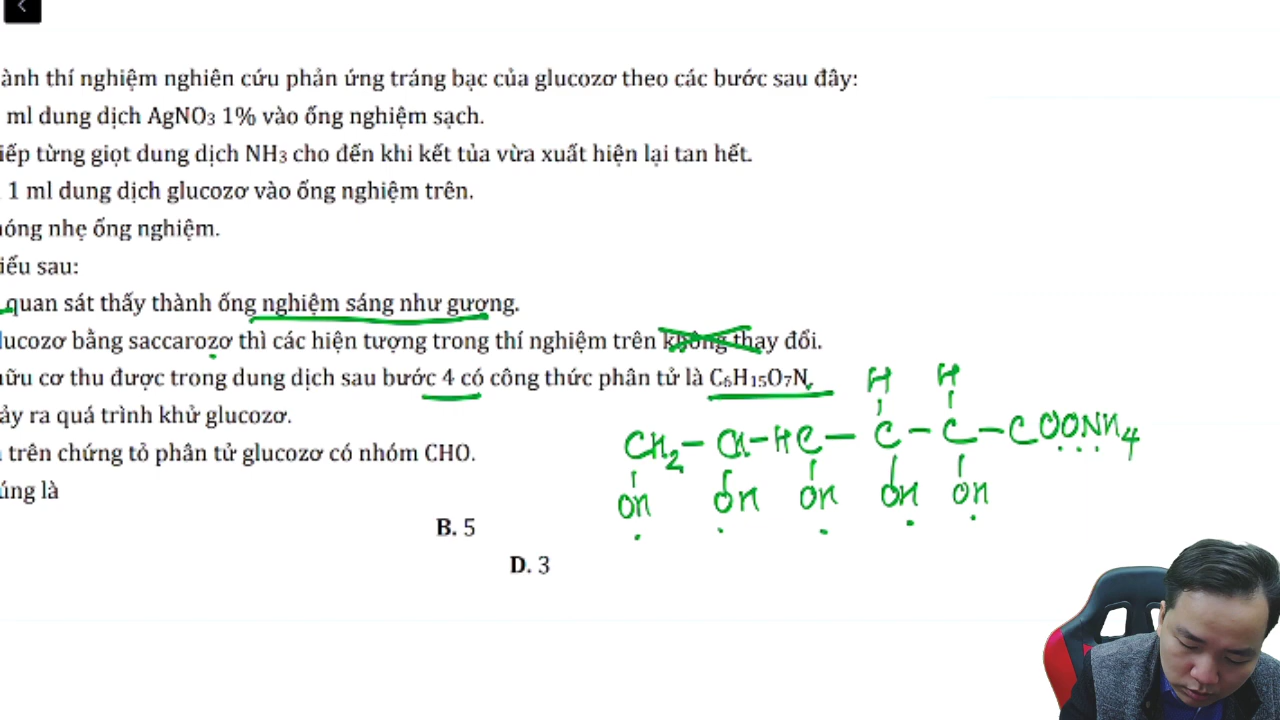 ành thí nghiệm nghiên cứu phản ứng tráng bạc của glucozơ theo các bước sau đây:
ml dung dịch AgNO₃ 1% vào ống nghiệm sạch.
iếp từng giọt dung dịch NH₃ cho đến khi kết tủa vừa xuất hiện lại tan hết.
1 ml dung dịch glucozơ vào ống nghiệm trên.
óng nhẹ ống nghiệm.
iếu sau:
quan sát thấy thành ống nghiệm sáng như gương.
lucozơ bằng saccarozơ thì các hiện tượng trong thí nghiệm trên không thay đổi.
ữu cơ thu được trong dung dịch sau bước 4 có công thức phân tử là C₆H₁₅O₇N.
H H
ảy ra quá trình khử glucozơ.
CH₂ – CH – HC – C – C – COONH₄
trên chứng tỏ phân tử glucozơ có nhóm CHO.
OH OH OH OH OH
úng là
B. 5
D. 3